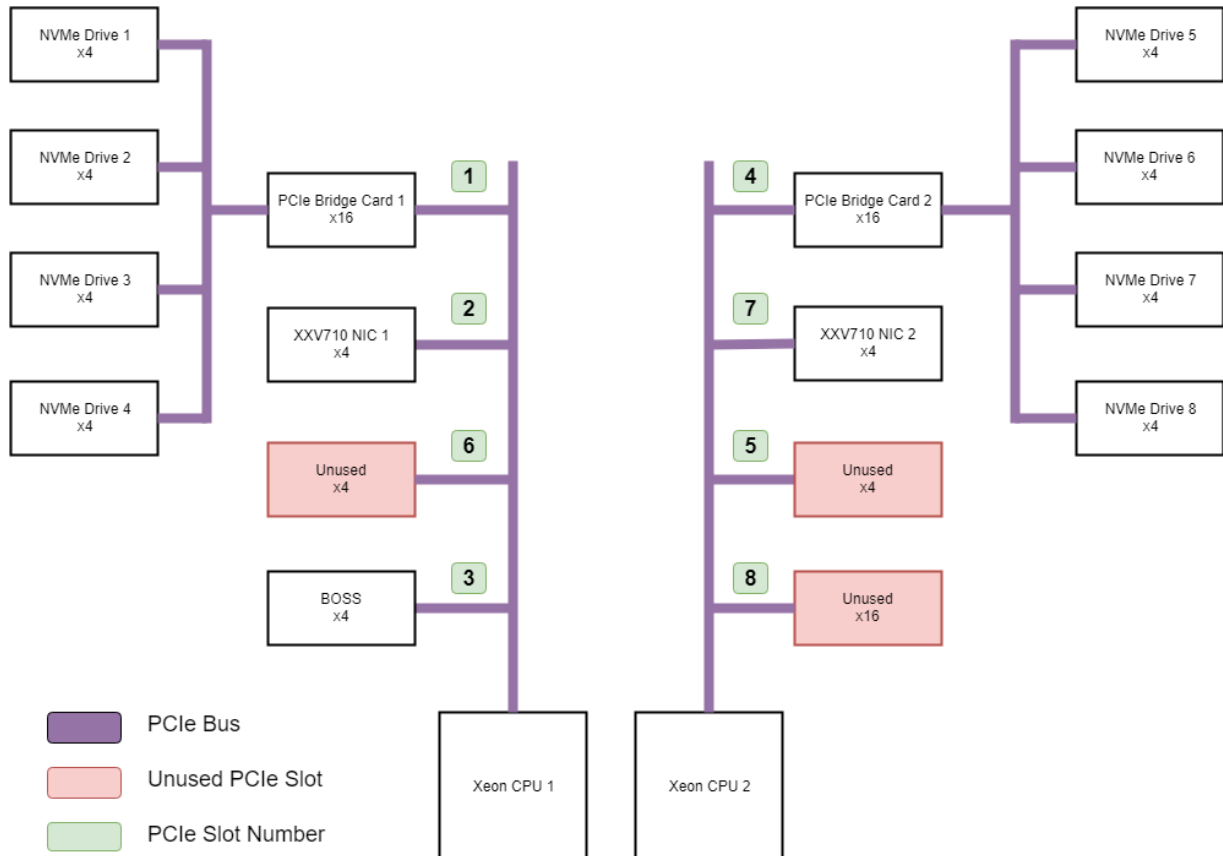 NVMe Drive 1
x4
NVMe Drive 2
x4
NVMe Drive 3
x4
NVMe Drive 4
x4
PCIe Bridge Card 1
x16
1
XXV710 NIC 1
x4
2
Unused
x4
6
BOSS
x4
3
4
PCIe Bridge Card 2
x16
7
XXV710 NIC 2
x4
5
Unused
x4
8
Unused
x16
NVMe Drive 5
x4
NVMe Drive 6
x4
NVMe Drive 7
x4
NVMe Drive 8
x4
PCIe Bus
Unused PCIe Slot
PCIe Slot Number
Xeon CPU 1
Xeon CPU 2